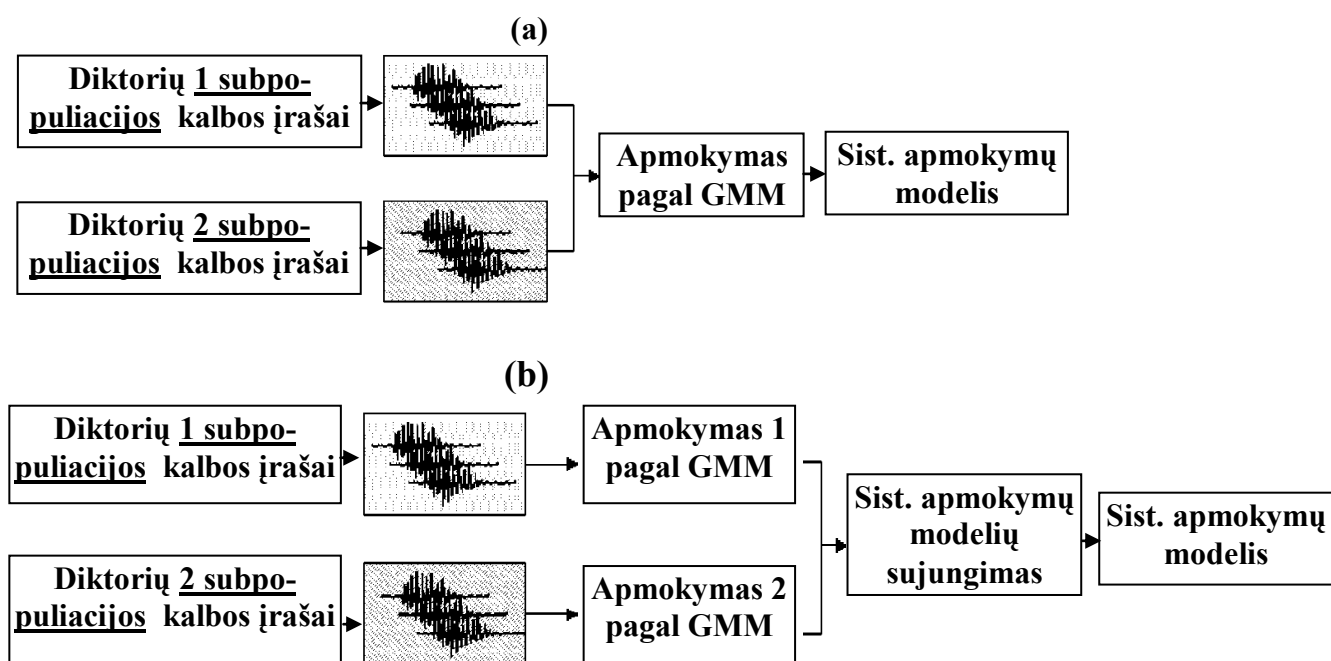 (a)
Diktorių 1 subpo-
puliacijos kalbos įrašai
Diktorių 2 subpo-
puliacijos kalbos įrašai
Apmokymas
pagal GMM
Sist. apmokymų
modelis
(b)
Diktorių 1 subpo-
puliacijos kalbos įrašai
Diktorių 2 subpo-
puliacijos kalbos įrašai
Apmokymas 1
pagal GMM
Apmokymas 2
pagal GMM
Sist. apmokymų
modelių
sujungimas
Sist. apmokymų
modelis